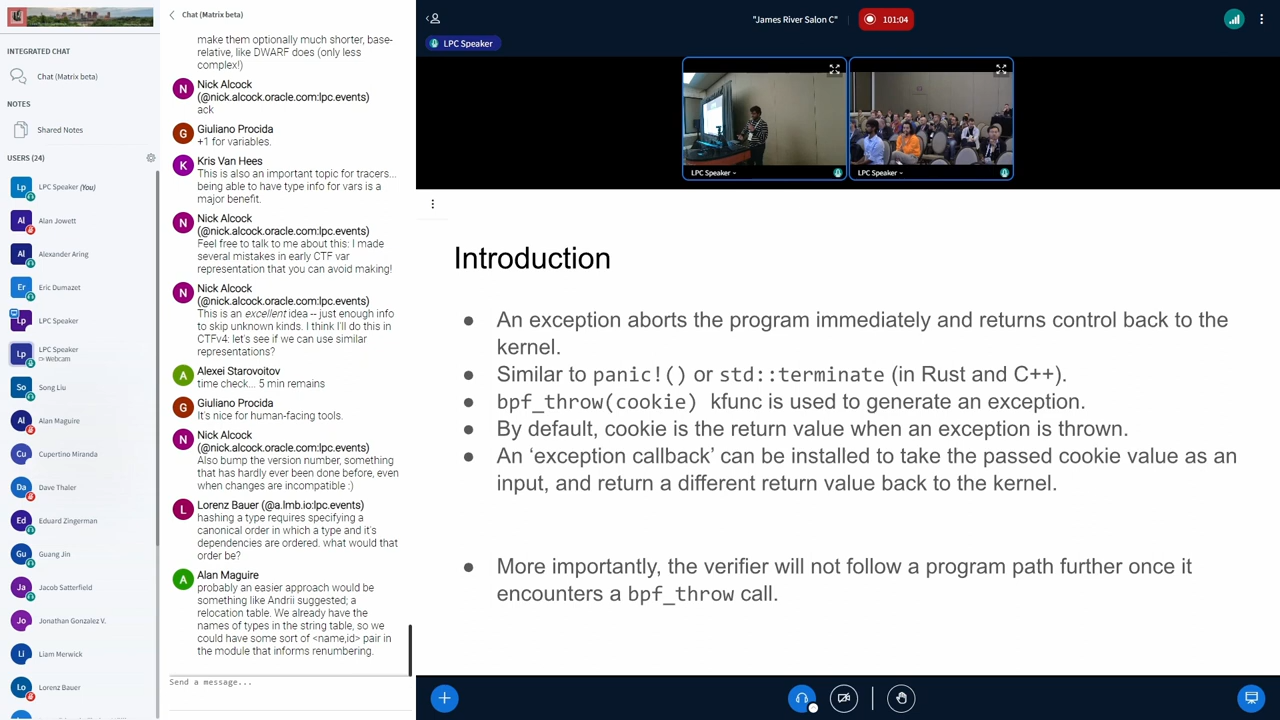 INTEGRATED CHAT
Chat (Matrix beta)
NOTES
Shared Notes
USERS (24)
Lp LPC Speaker (You)
Al Alan Jowett
Al Alexander Aring
Er Eric Dumazet
Lp LPC Speaker
Lp LPC Speaker
Webcam
So Song Liu
Al Alan Maguire
Cu Cupertino Miranda
Da Dave Thaler
Ed Eduard Zingerman
Gu Guang Jin
Ja Jacob Satterfield
Jo Jonathan Gonzalez V.
Li Liam Merwick
Lo Lorenz Bauer
Chat (Matrix beta)
make them optionally much shorter, base-
relative, like DWARF does (only less
complex!)
N Nick Alcock
(@nick.alcock.oracle.com:lpc.events)
ack
G Giuliano Procida
+1 for variables.
K Kris Van Hees
This is also an important topic for tracers...
being able to have type info for vars is a
major benefit.
N Nick Alcock
(@nick.alcock.oracle.com:lpc.events)
Feel free to talk to me about this: I made
several mistakes in early CTF var
representation that you can avoid making!
N Nick Alcock
(@nick.alcock.oracle.com:lpc.events)
This is an excellent idea -- just enough info
to skip unknown kinds. I think I'll do this in
CTFv4: let's see if we can use similar
representations?
A Alexei Starovoitov
time check... 5 min remains
G Giuliano Procida
It's nice for human-facing tools.
N Nick Alcock
(@nick.alcock.oracle.com:lpc.events)
Also bump the version number, something
that has hardly ever been done before, even
when changes are incompatible :)
L Lorenz Bauer (@a.lmb.io:lpc.events)
hashing a type requires specifying a
canonical order in which a type and it's
dependencies are ordered. what would that
order be?
A Alan Maguire
probably an easier approach would be
something like Andrii suggested; a
relocation table. We already have the
names of types in the string table, so we
could have some sort of <name,id> pair in
the module that informs renumbering.
Send a message...
"James River Salon C"
101:04
LPC Speaker
LPC Speaker
LPC Speaker
Introduction
● An exception aborts the program immediately and returns control back to the
kernel.
● Similar to panic!() or std::terminate (in Rust and C++).
● bpf_throw(cookie) kfunc is used to generate an exception.
● By default, cookie is the return value when an exception is thrown.
● An ‘exception callback’ can be installed to take the passed cookie value as an
input, and return a different return value back to the kernel.
● More importantly, the verifier will not follow a program path further once it
encounters a bpf_throw call.